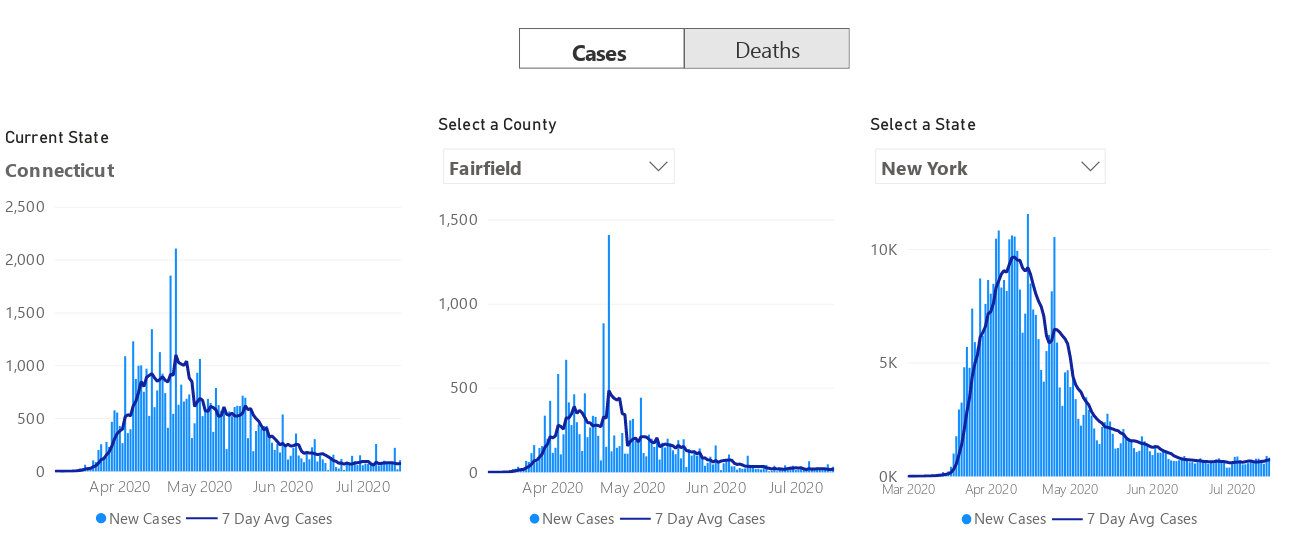 Cases
Deaths
Current State
Connecticut
2,500
2,000
1,500
1,000
500
0
Apr 2020
May 2020
Jun 2020
Jul 2020
New Cases
7 Day Avg Cases
Select a County
Fairfield
1,500
1,000
500
0
Apr 2020
May 2020
Jun 2020
Jul 2020
New Cases
7 Day Avg Cases
Select a State
New York
10K
5K
0K
Mar 2020
Apr 2020
May 2020
Jun 2020
Jul 2020
New Cases
7 Day Avg Cases